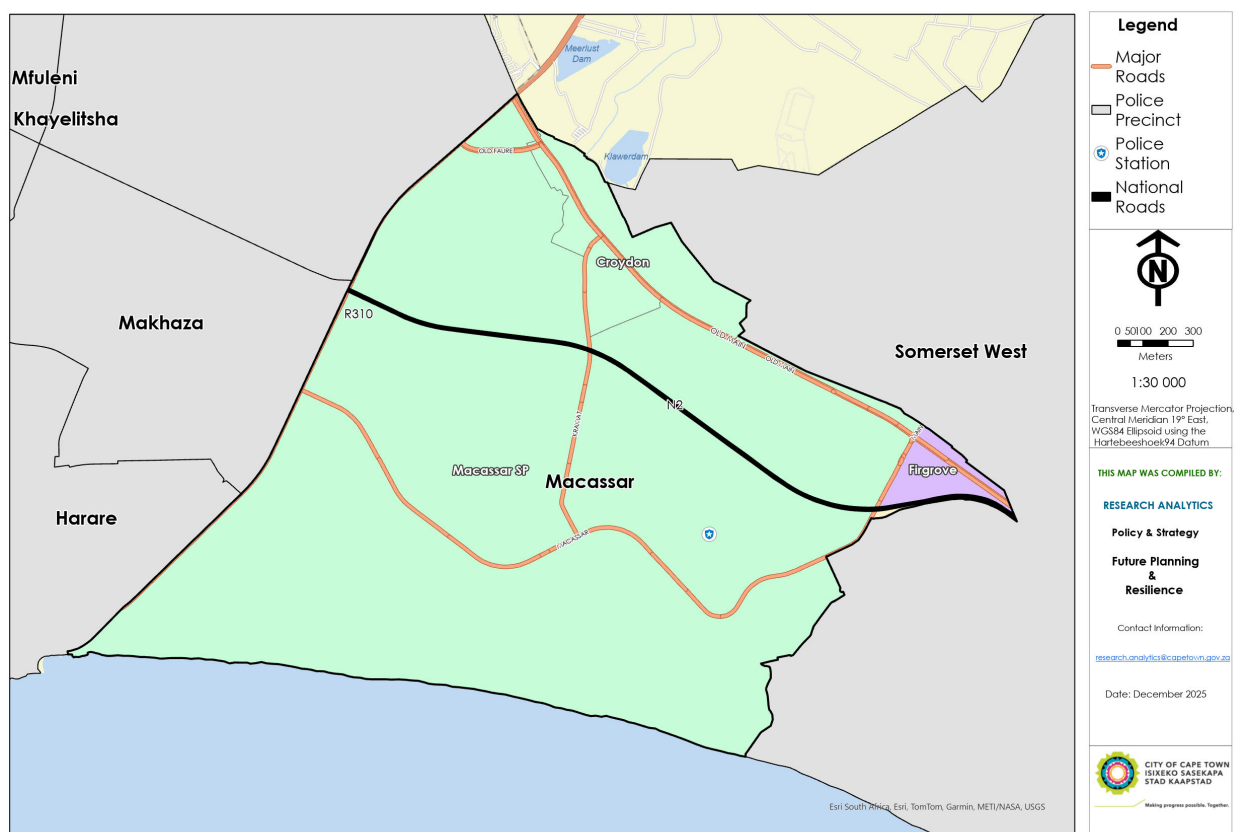 Meerlust
Dam
Mfuleni
Khayelitsha
OLD FAURE
Klawerdam
Croydon
R310
Makhaza
OLD MAIN
OLD MAIN
Somerset West
N2
KRAMAT
MAIN
Macassar SP
Macassar
Firgrove
Harare
MACASSAR
Esri South Africa, Esri, TomTom, Garmin, METI/NASA, USGS
Legend
Major
Roads
Police
Precinct
Police
Station
National
Roads
N
0 50100 200 300
Meters
1:30 000
Transverse Mercator Projection,
Central Meridian 19° East,
WGS84 Ellipsoid using the
Hartebeeshoek94 Datum
THIS MAP WAS COMPILED BY:
RESEARCH ANALYTICS
Policy & Strategy
Future Planning
&
Resilience
Contact Information:
research.analytics@capetown.gov.za
Date: December 2025
CITY OF CAPE TOWN
ISIXEKO SASEKAPA
STAD KAAPSTAD
Making progress possible. Together.